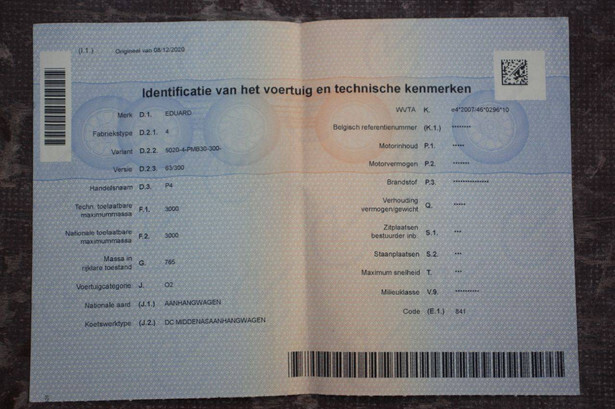 (I.1.) Origineel van 08/12/2020
Identificatie van het voertuig en technische kenmerken
Merk D.1. EDUARD
Fabriekstype D.2.1. 4
Variant D.2.2. 6020-4-PMB30-300-
Versie D.2.3. 63/300
Handelsnaam D.3. P4
Techn. toelaatbare
maximummassa F.1. 3000
Nationale toelaatbare
maximummassa F.2. 3000
Massa in
rijklare toestand G. 765
Voertuigcategorie J. O2
Nationale aard (J.1.) AANHANGWAGEN
Koetswerktype (J.2.) DC MIDDENASAANHANGWAGEN
WVTA K. e4*2007/46*0296*10
Belgisch referentienummer (K.1.) ********
Motorinhoud P.1. *****
Motorvermogen P.2. *******
Brandstof P.3. ***************
Verhouding
vermogen/gewicht Q. *****
Zitplaatsen
bestuurder inb. S.1. ***
Staanplaatsen S.2. ***
Maximum snelheid T. ***
Milieuklasse V.9. **********
Code (E.1.) 841